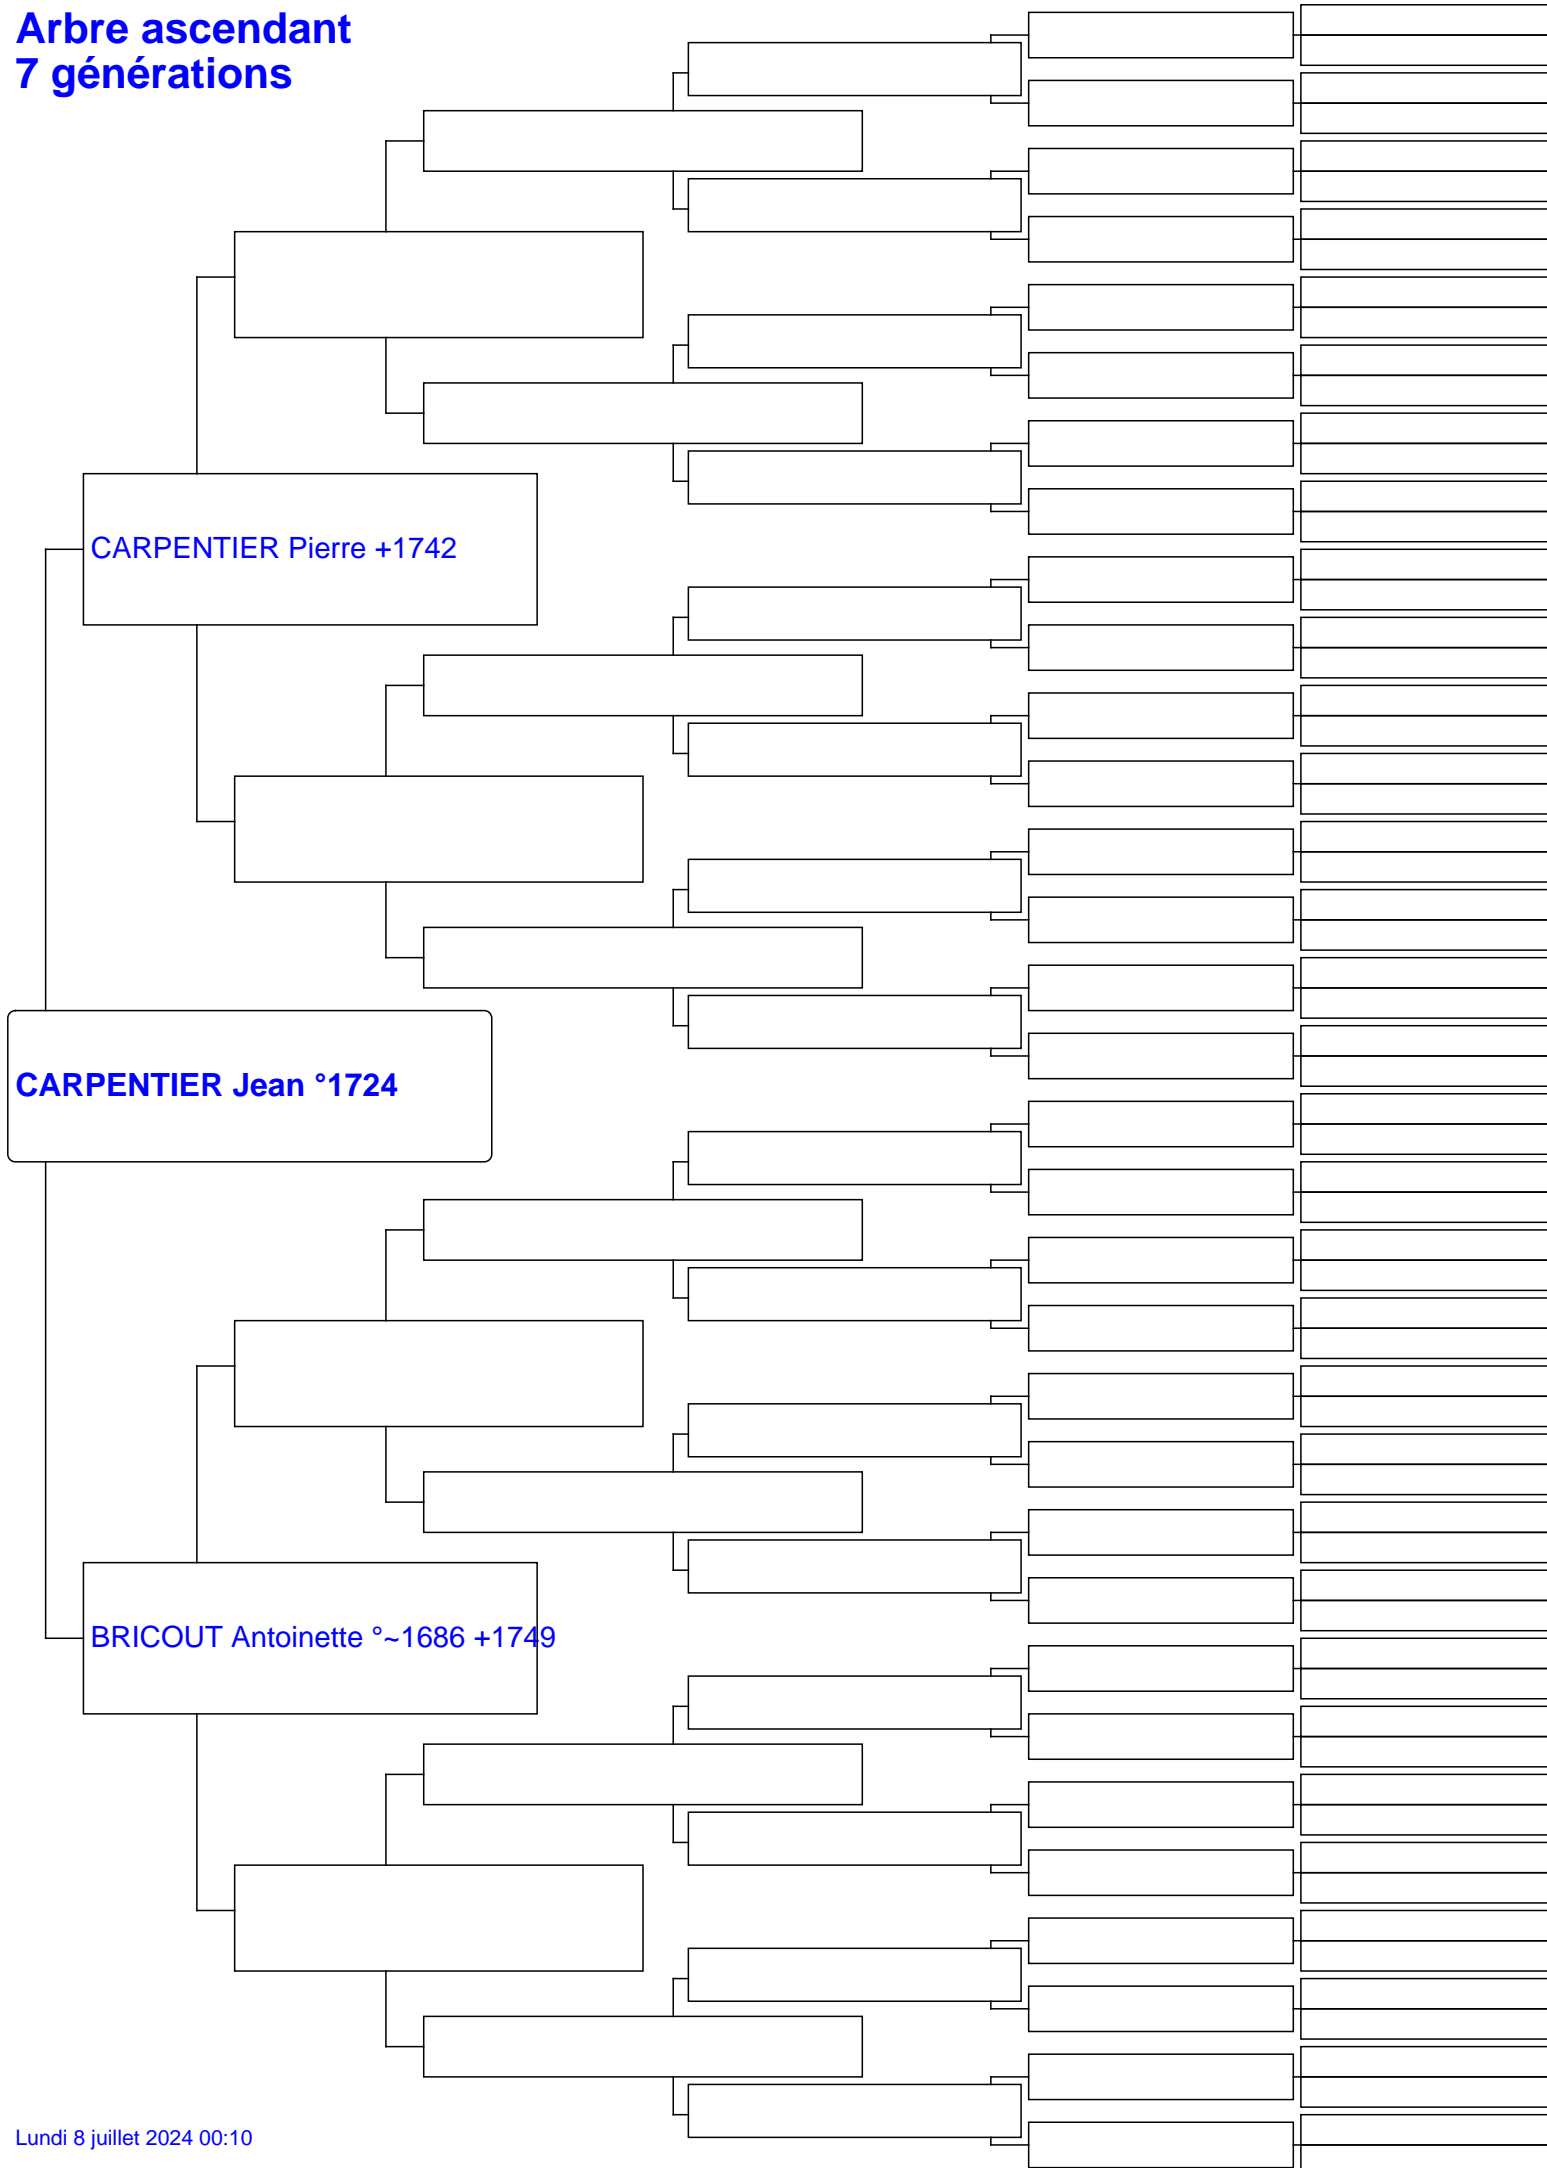 Arbre ascendant
7 générations
CARPENTIER Pierre +1742
CARPENTIER Jean °1724
BRICOUT Antoinette °~1686 +1749
Lundi 8 juillet 2024 00:10